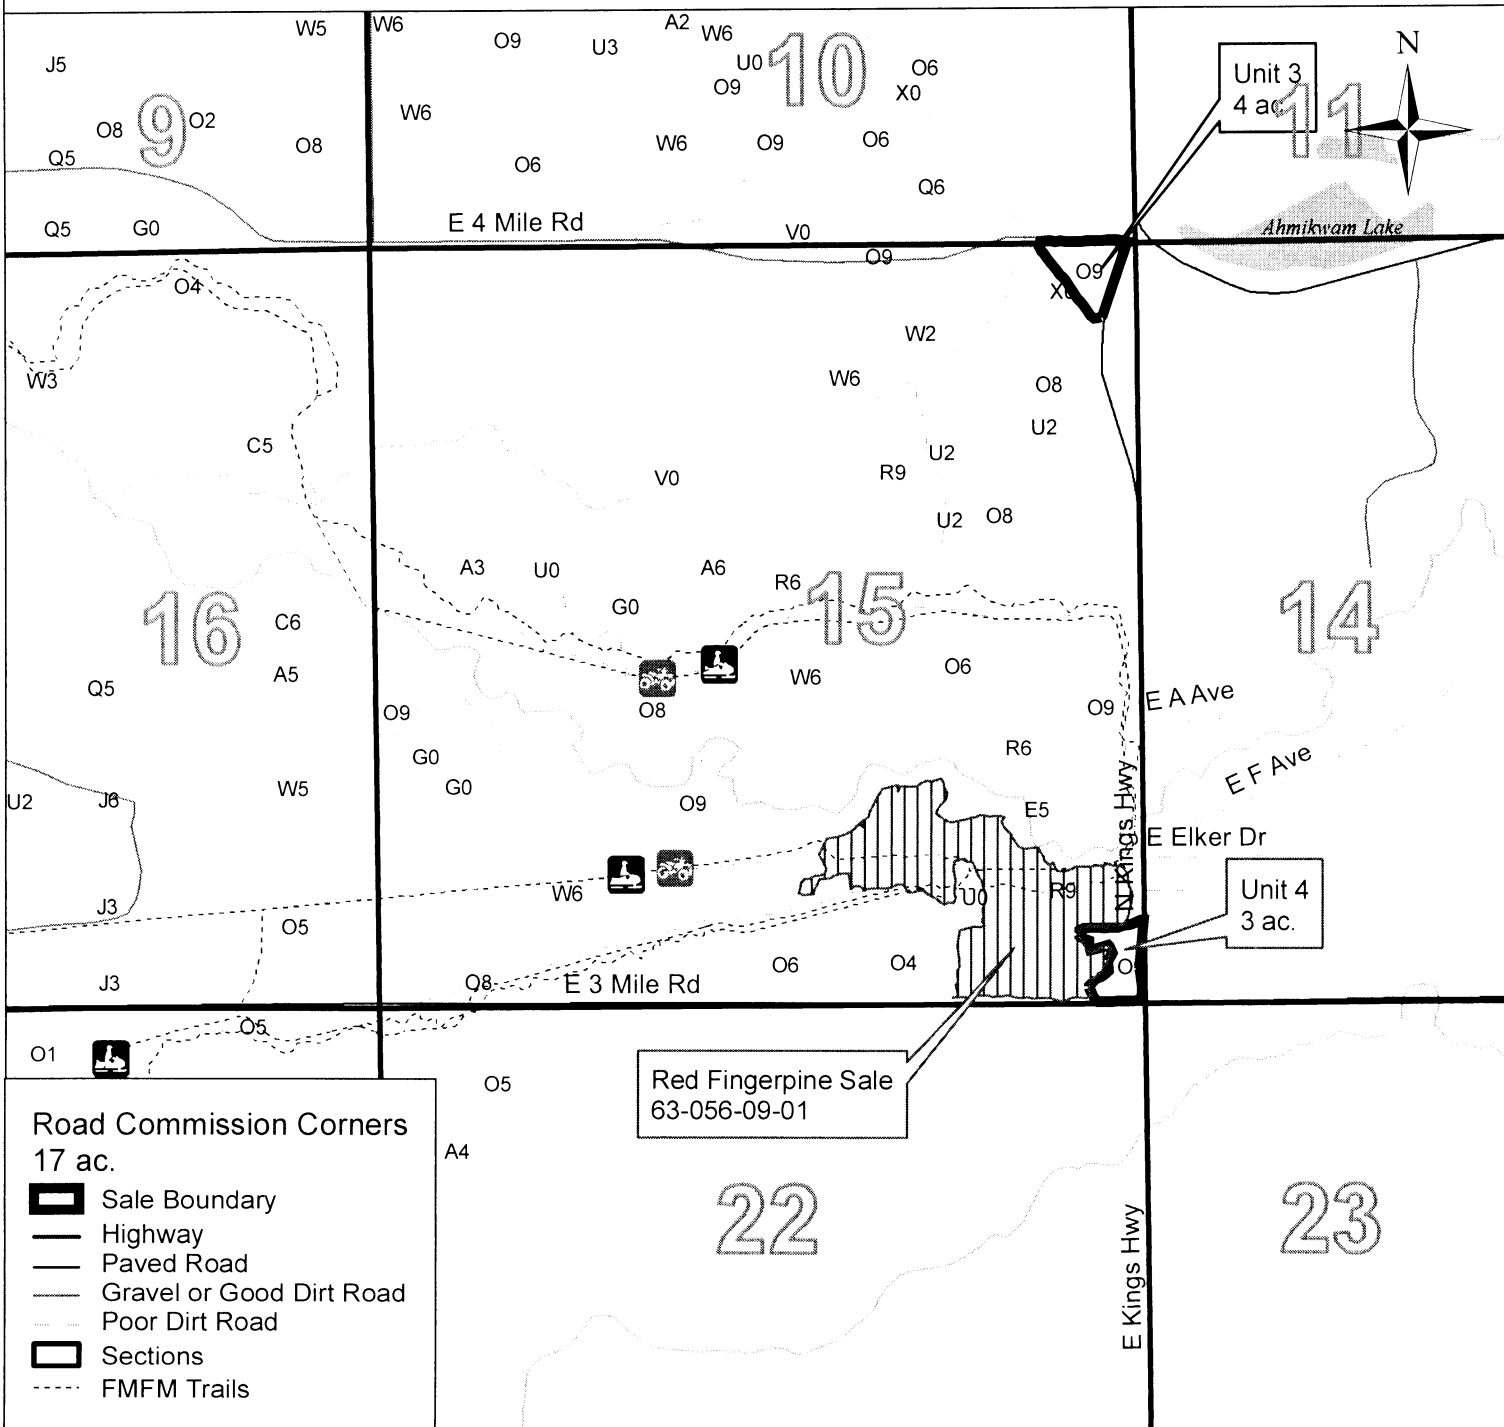 W5
W6
O9
U3
A2
W6
U0
O9
10
O6
X0
J5
9
O8
O2
O8
Q5
W6
O6
W6
O9
O6
Q6
Unit 3
4 ac.
11
N
Q5
G0
E 4 Mile Rd
V0
O9
Ahmikwam Lake
O9
O4
W3
W2
W6
O8
U2
C5
V0
R9
U2
U2
O8
A3
U0
A6
R6
15
G0
16
C6
A5
Q5
14
W6
O6
O8
O9
O9
E A Ave
G0
G0
R6
W5
U2
J6
O9
E5
E F Ave
N Kings Hwy
E Elker Dr
W6
U0
R9
Unit 4
3 ac.
J3
O5
J3
O8
E 3 Mile Rd
O6
O4
O5
O1
O5
A4
Red Fingerpine Sale
63-056-09-01
22
23
E Kings Hwy
Road Commission Corners
17 ac.
Sale Boundary
Highway
Paved Road
Gravel or Good Dirt Road
Poor Dirt Road
Sections
FMFM Trails